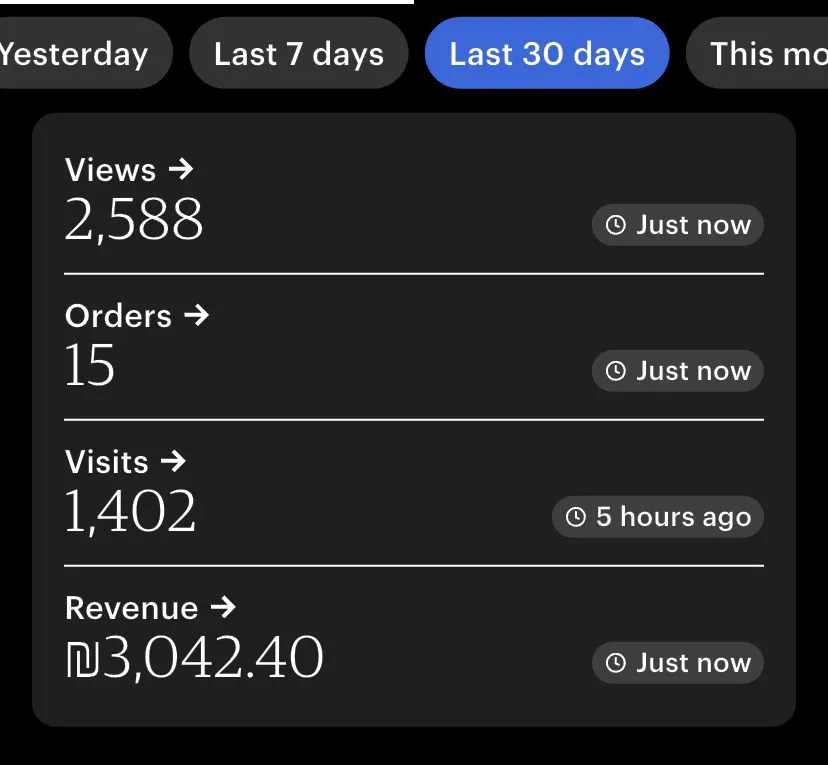 Yesterday
Last 7 days
Last 30 days
This mo
Views →
2,588
Just now
Orders →
15
Just now
Visits →
1,402
5 hours ago
Revenue →
₪3,042.40
Just now